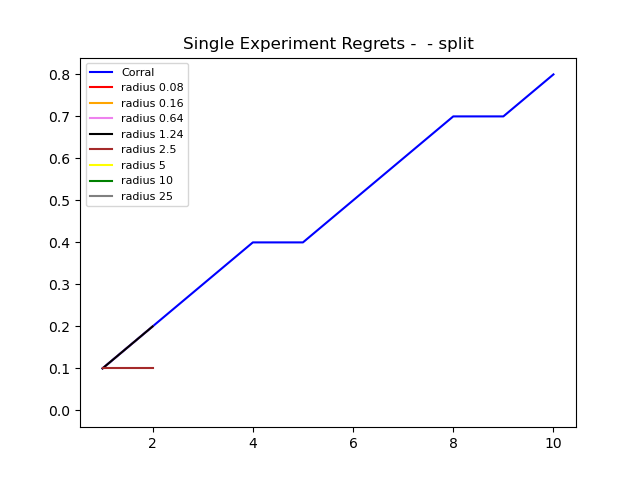 Single Experiment Regrets -  - split
Corral
radius 0.08
radius 0.16
radius 0.64
radius 1.24
radius 2.5
radius 5
radius 10
radius 25
0.8
0.7
0.6
0.5
0.4
0.3
0.2
0.1
0.0
2 4 6 8 10